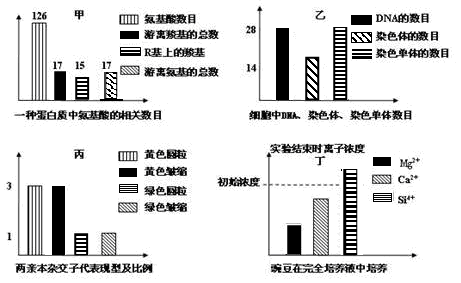 甲
126
17
15
17
氨基酸数目
游离羧基的总数
R基上的羧基
游离氨基的总数
一种蛋白质中氨基酸的相关数目
乙
28
14
DNA的数目
染色体的数目
染色单体的数目
细胞中DNA、染色体、染色单体数目
丙
3
1
黄色圆粒
黄色皱缩
绿色圆粒
绿色皱缩
两亲本杂交子代表现型及比例
实验结束时离子浓度
丁
初始浓度
Mg²⁺
Ca²⁺
Si⁴⁺
豌豆在完全培养液中培养